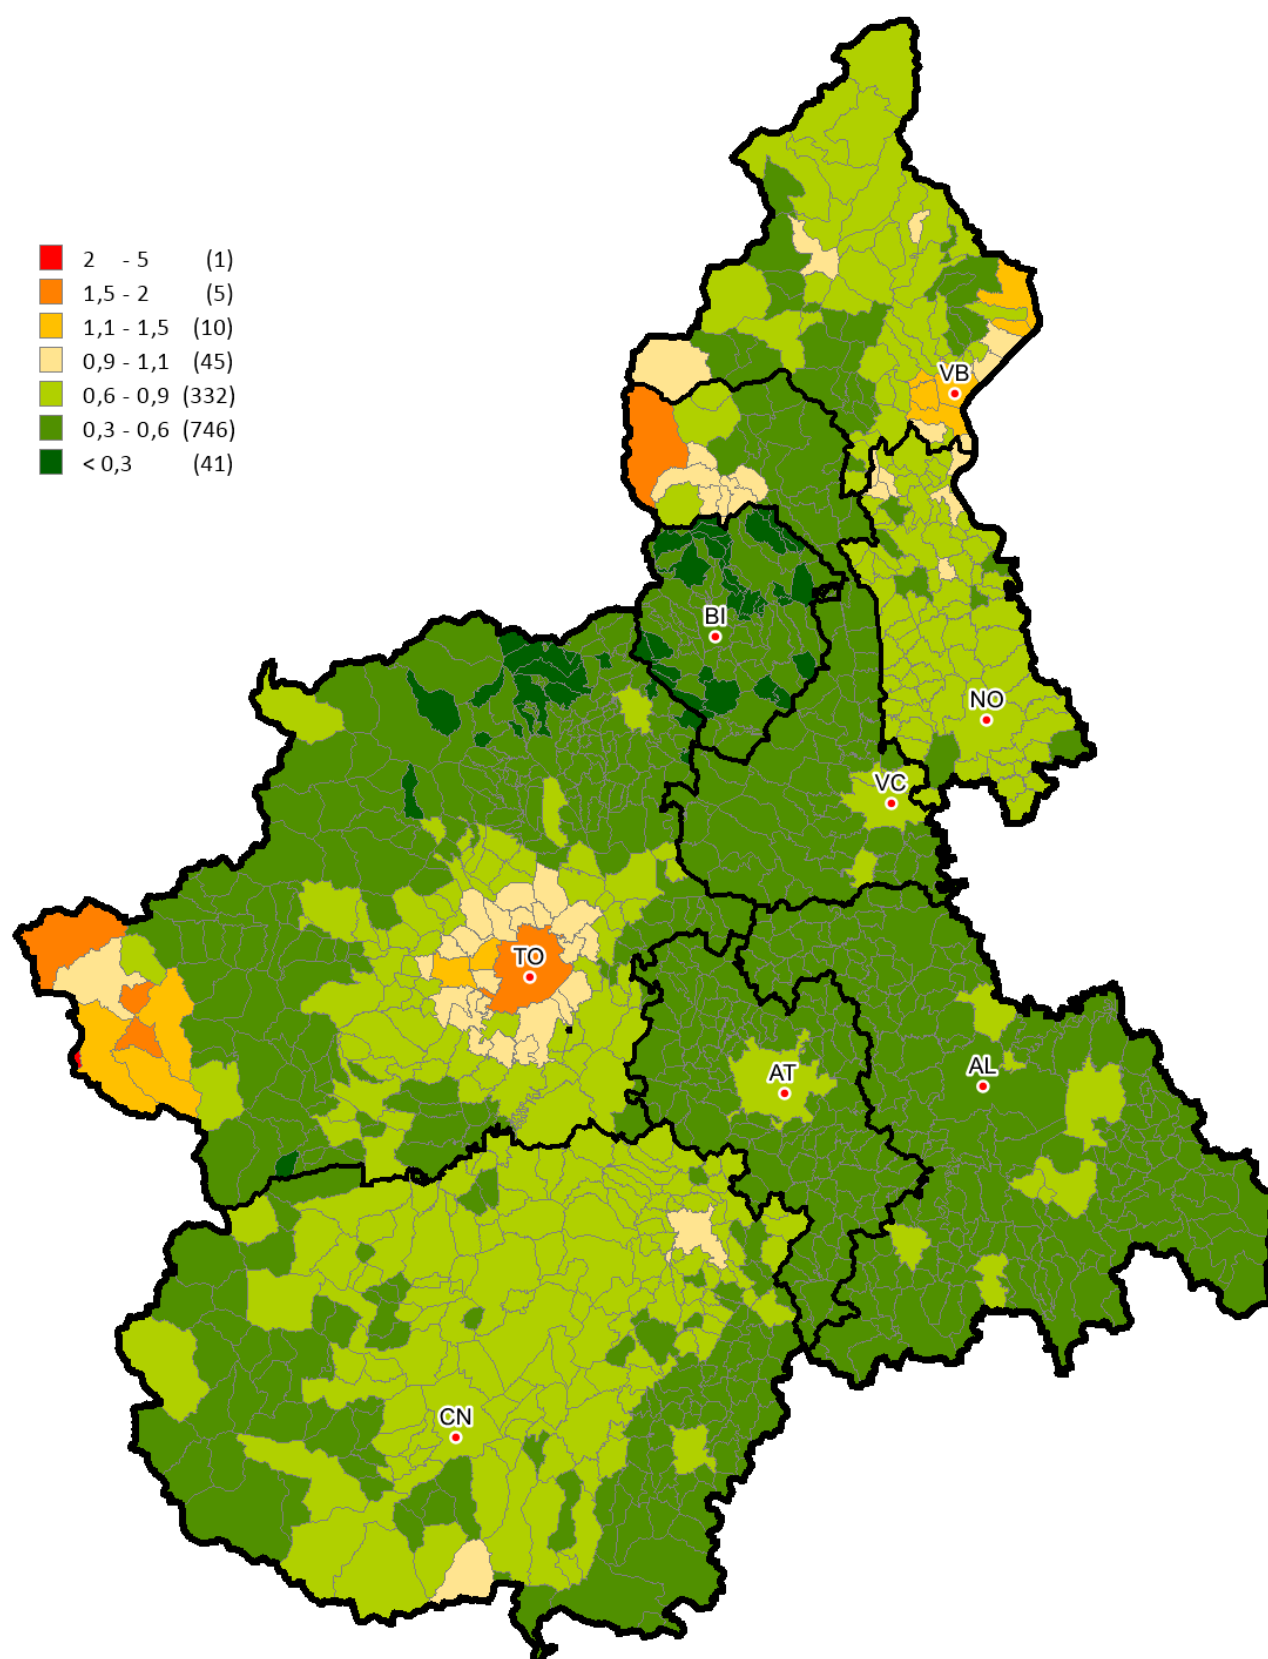 2 - 5 (1)
1,5 - 2 (5)
1,1 - 1,5 (10)
0,9 - 1,1 (45)
0,6 - 0,9 (332)
0,3 - 0,6 (746)
< 0,3 (41)
VB
BI
NO
VC
TO
AT
AL
CN